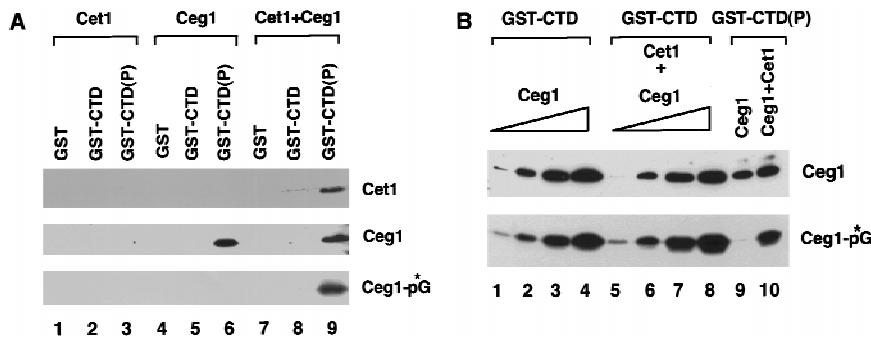 A
Cet1 Ceg1 Cet1+Ceg1
GST GST-CTD GST-CTD(P) GST GST-CTD GST-CTD(P) GST GST-CTD GST-CTD(P)
Cet1
Ceg1
Ceg1-p*G
1 2 3 4 5 6 7 8 9
B
GST-CTD GST-CTD GST-CTD(P)
Cet1
+
Ceg1 Ceg1
Ceg1 Ceg1+Cet1
Ceg1
Ceg1-p*G
1 2 3 4 5 6 7 8 9 10